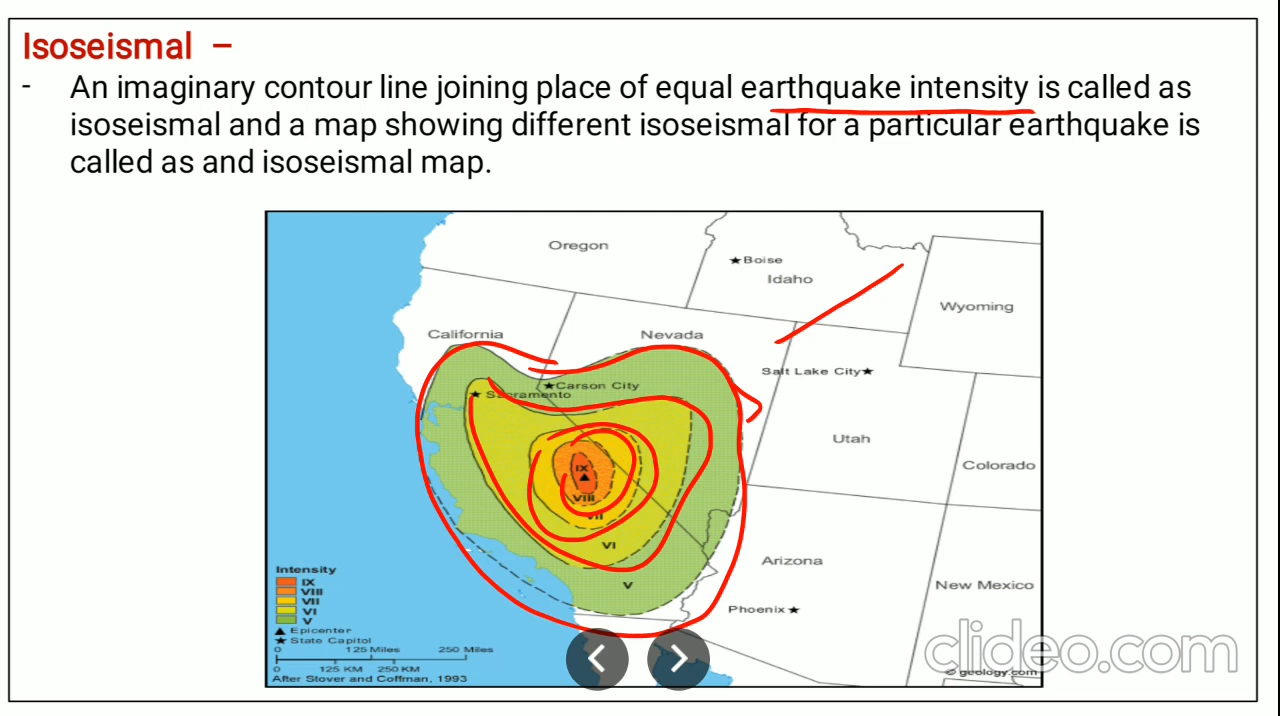 Isoseismal –
- An imaginary contour line joining place of equal earthquake intensity is called as
isoseismal and a map showing different isoseismal for a particular earthquake is
called as and isoseismal map.
Oregon
★Boise
Idaho
Wyoming
California
Nevada
Salt Lake City★
★Carson City
★ Sacramento
Utah
Colorado
IX
VIII
VII
VI
V
Arizona
New Mexico
Phoenix★
Intensity
IX
VIII
VII
VI
V
▲ Epicenter
★ State Capitol
0 125 Miles 250 Miles
0 125 KM 250 KM
After Stover and Coffman, 1993
clideo.com
© geology.com